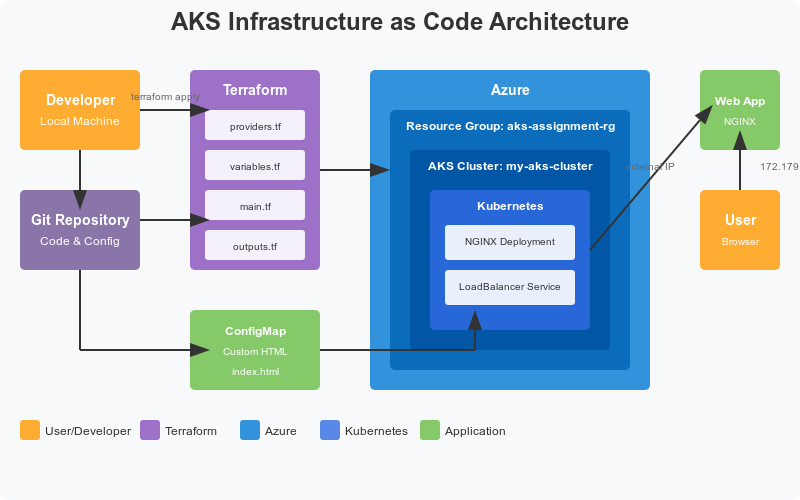 AKS Infrastructure as Code Architecture
Developer
Local Machine
terraform apply
Git Repository
Code & Config
Terraform
providers.tf
variables.tf
main.tf
outputs.tf
ConfigMap
Custom HTML
index.html
Azure
Resource Group: aks-assignment-rg
AKS Cluster: my-aks-cluster
Kubernetes
NGINX Deployment
LoadBalancer Service
external IP
Web App
NGINX
172.179
User
Browser
User/Developer
Terraform
Azure
Kubernetes
Application